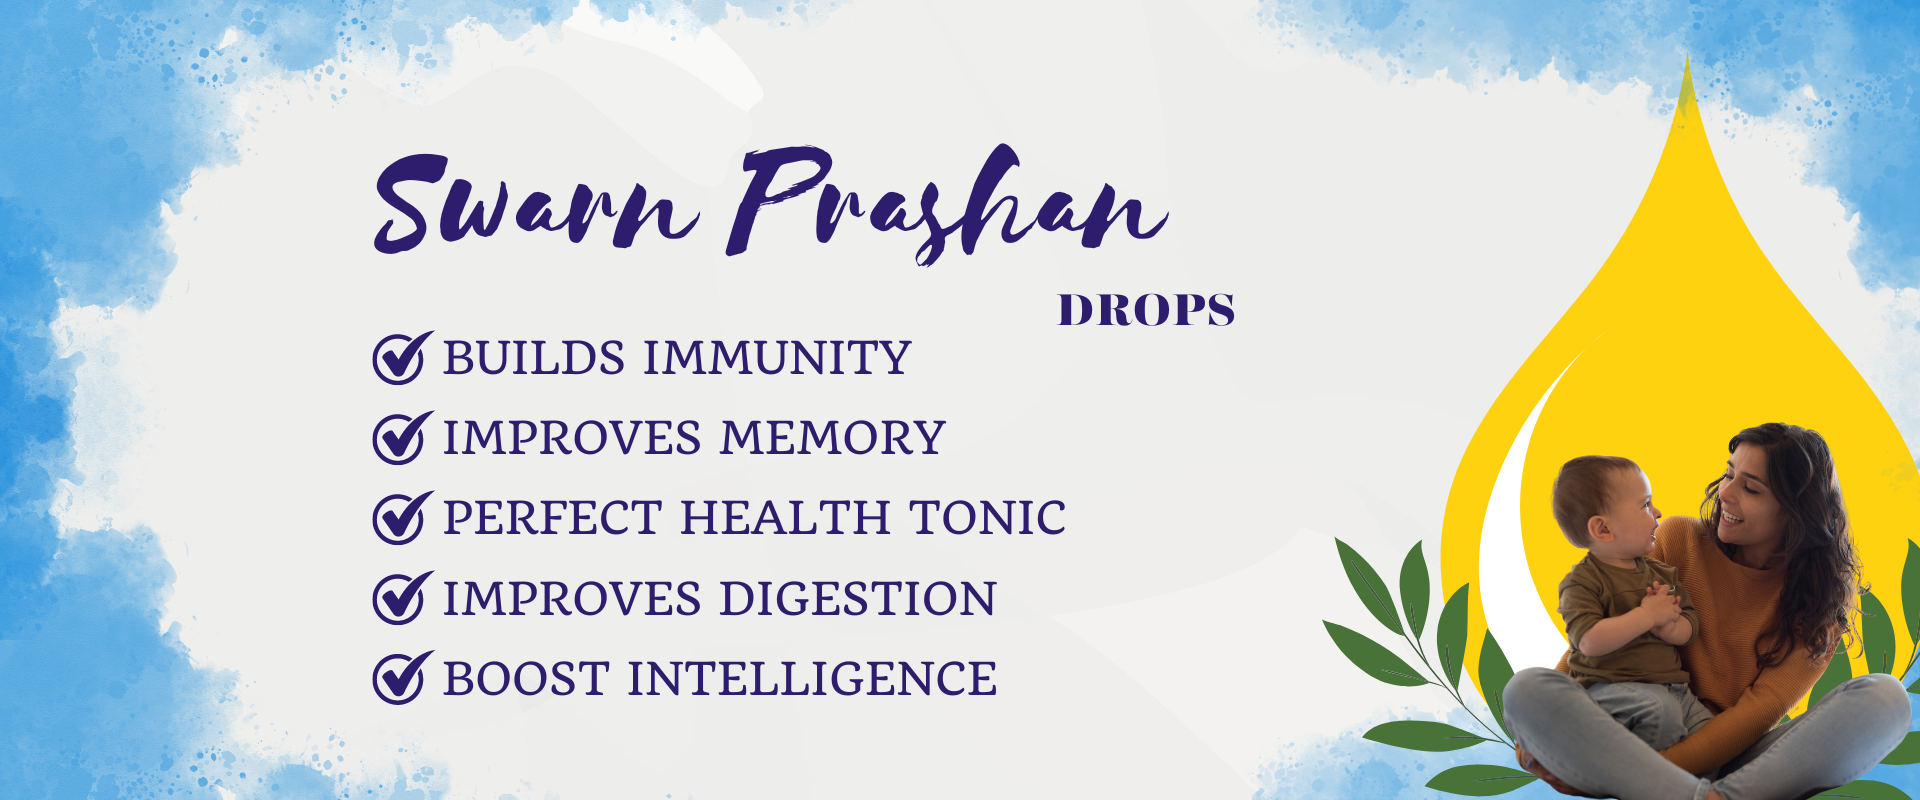 Swarn Prashan
DROPS
BUILDS IMMUNITY
IMPROVES MEMORY
PERFECT HEALTH TONIC
IMPROVES DIGESTION
BOOST INTELLIGENCE